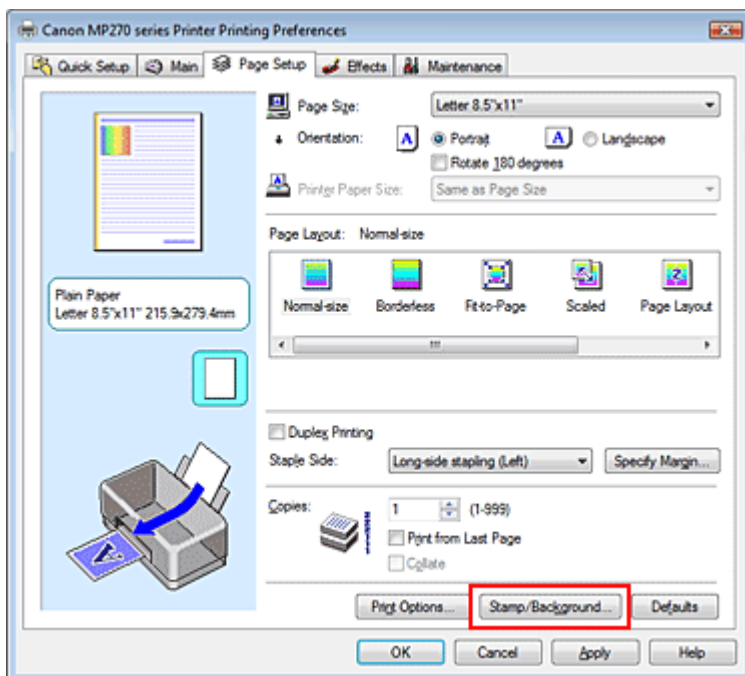 Canon MP270 series Printer Printing Preferences
Quick Setup Main Page Setup Effects Maintenance
Page Size: Letter 8.5"x11"
Orientation: A Portrait A Landscape
Rotate 180 degrees
Printer Paper Size: Same as Page Size
Page Layout: Normal-size
Normal-size Borderless Fit-to-Page Scaled Page Layout
Plain Paper
Letter 8.5"x11" 215.9x279.4mm
Duplex Printing
Staple Side: Long-side stapling (Left) Specify Margin...
Copies: 1 (1-999)
Print from Last Page
Collate
Print Options... Stamp/Background... Defaults
OK Cancel Apply Help